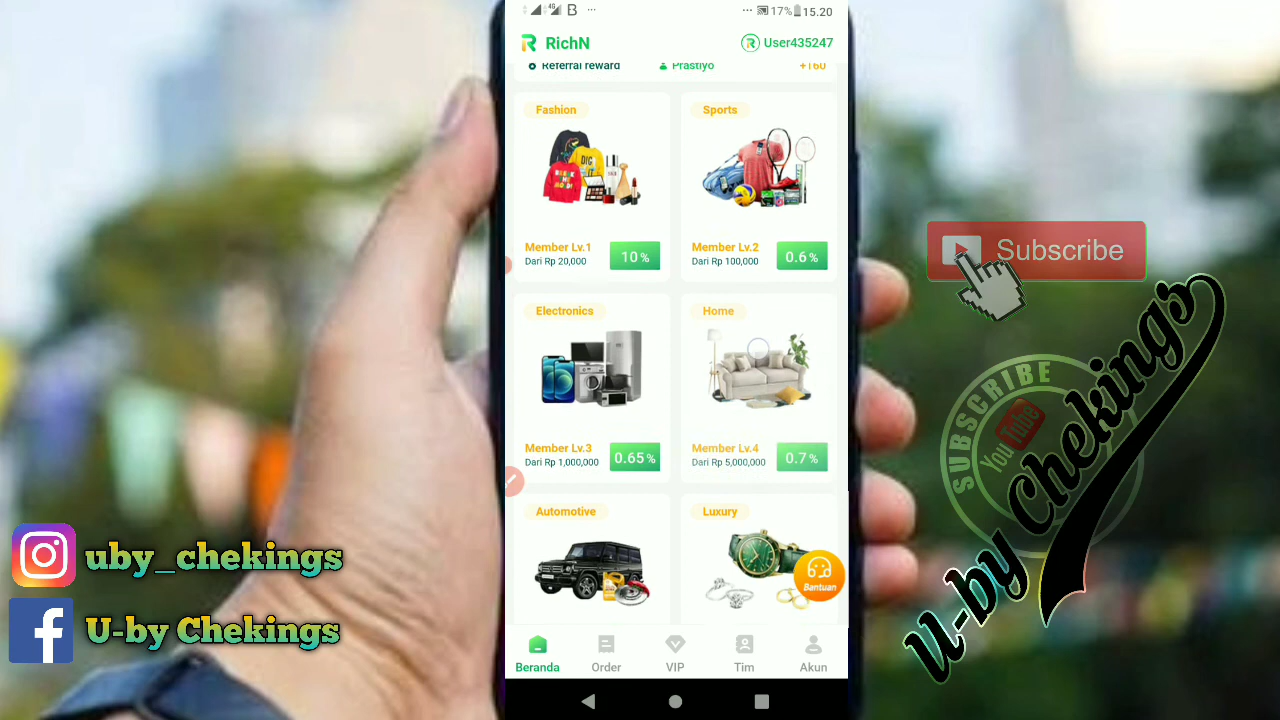 B
17% 15.20
RichN
User435247
Referral reward
Prastiyo
+160
Fashion
Sports
DIG
IT
Member Lv.1
Dari Rp 20,000
10%
Member Lv.2
Dari Rp 100,000
0.6%
Electronics
Home
Member Lv.3
Dari Rp 1,000,000
0.65%
Member Lv.4
Dari Rp 5,000,000
0.7%
Automotive
Luxury
Bantuan
Beranda
Order
VIP
Tim
Akun
Subscribe
SUBSCRIBE
YouTube
U-by Chekings
uby_chekings
U-by Chekings